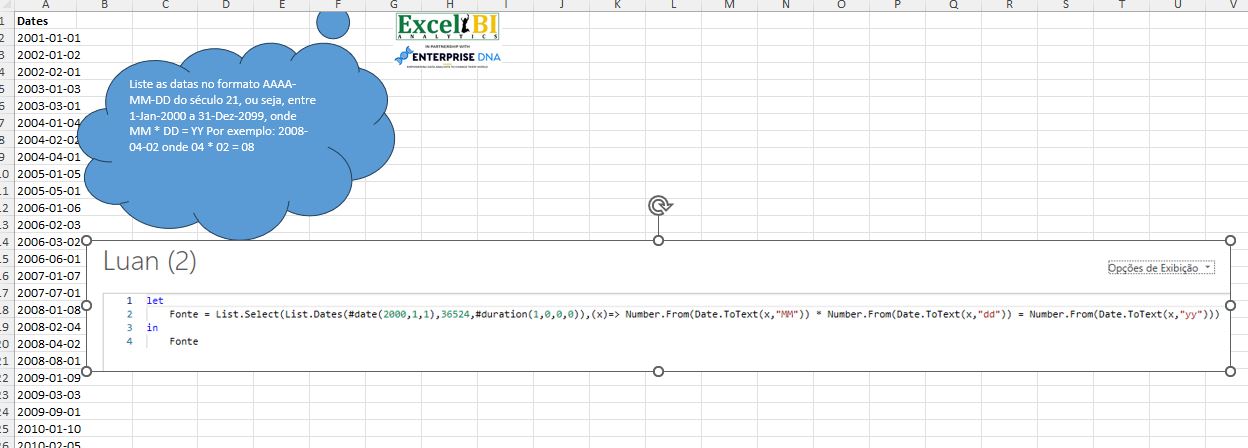 A B C D E F G H I J K L M N O P Q R S T U V
1 Dates
2 2001-01-01
3 2002-01-02
4 2002-02-01
5 2003-01-03
6 2003-03-01
7 2004-01-04
8 2004-02-02
9 2004-04-01
10 2005-01-05
11 2005-05-01
12 2006-01-06
13 2006-02-03
14 2006-03-02
15 2006-06-01
16 2007-01-07
17 2007-07-01
18 2008-01-08
19 2008-02-04
20 2008-04-02
21 2008-08-01
22 2009-01-09
23 2009-03-03
24 2009-09-01
25 2010-01-10
26 2010-02-05
Liste as datas no formato AAAA-
MM-DD do século 21, ou seja, entre
1-Jan-2000 a 31-Dez-2099, onde
MM * DD = YY Por exemplo: 2008-
04-02 onde 04 * 02 = 08
Excel BI
ANALYTICS
IN PARTNERSHIP WITH
ENTERPRISE DNA
Luan (2)
Opções de Exibição
1 let
2 Fonte = List.Select(List.Dates(#date(2000,1,1),36524,#duration(1,0,0,0)),(x)=> Number.From(Date.ToText(x,"MM")) * Number.From(Date.ToText(x,"dd")) = Number.From(Date.ToText(x,"yy")))
3 in
4 Fonte